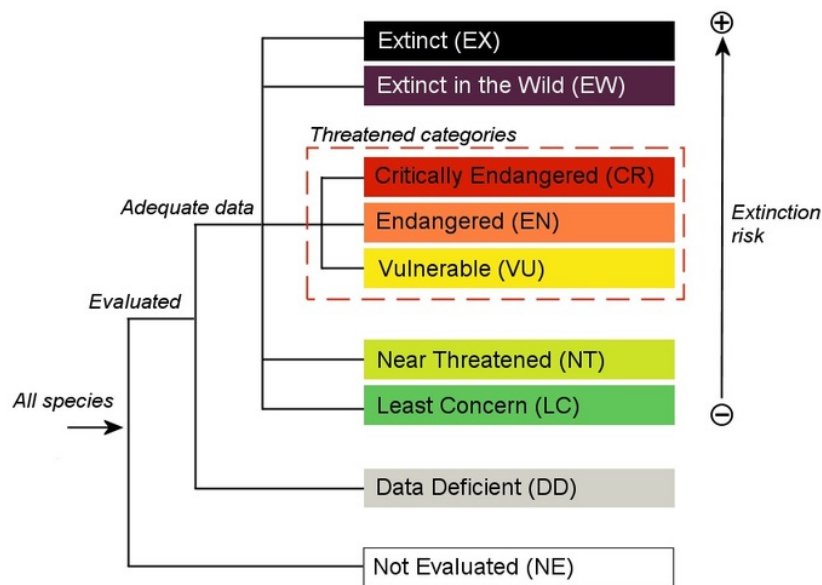 Extinct (EX)
Extinct in the Wild (EW)
Threatened categories
Critically Endangered (CR)
Adequate data
Endangered (EN)
Extinction
risk
Vulnerable (VU)
Evaluated
Near Threatened (NT)
All species
Least Concern (LC)
Data Deficient (DD)
Not Evaluated (NE)